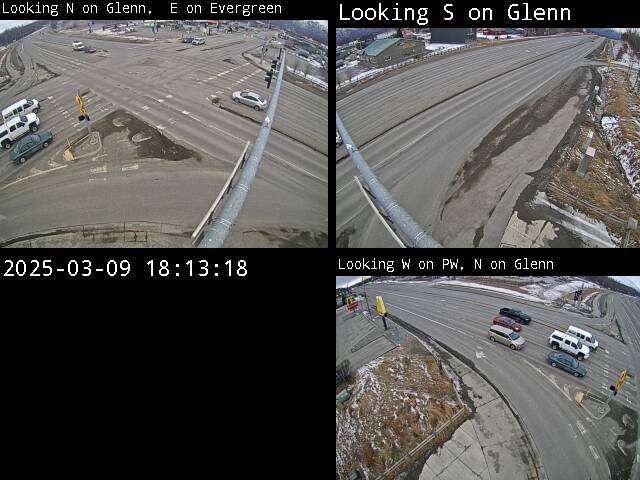 Looking N on Glenn,  E on Evergreen
Looking S on Glenn
2025-03-09 18:13:18
Looking W on PW, N on Glenn